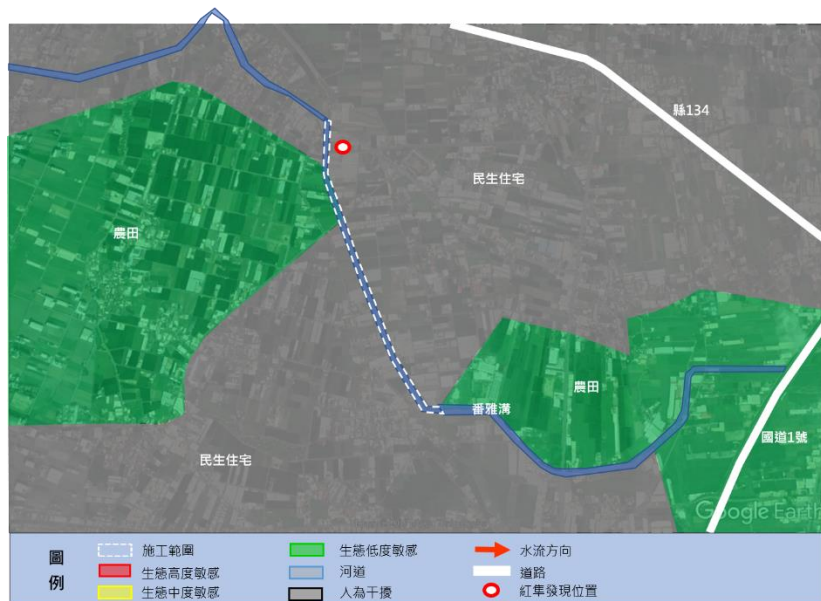 縣134
民生住宅
農田
農田
番雅溝
國道1號
民生住宅
Google Earth
圖例
施工範圍
生態低度敏感
水流方向
生態高度敏感
河道
道路
生態中度敏感
人為干擾
紅隼發現位置